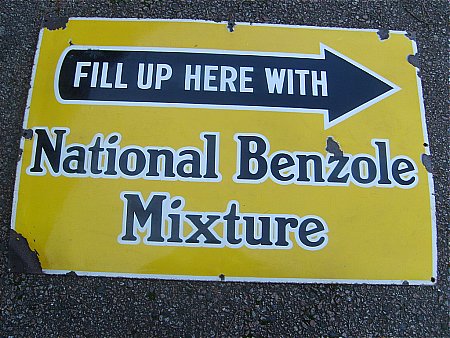 FILL UP HERE WITH
National Benzole
Mixture